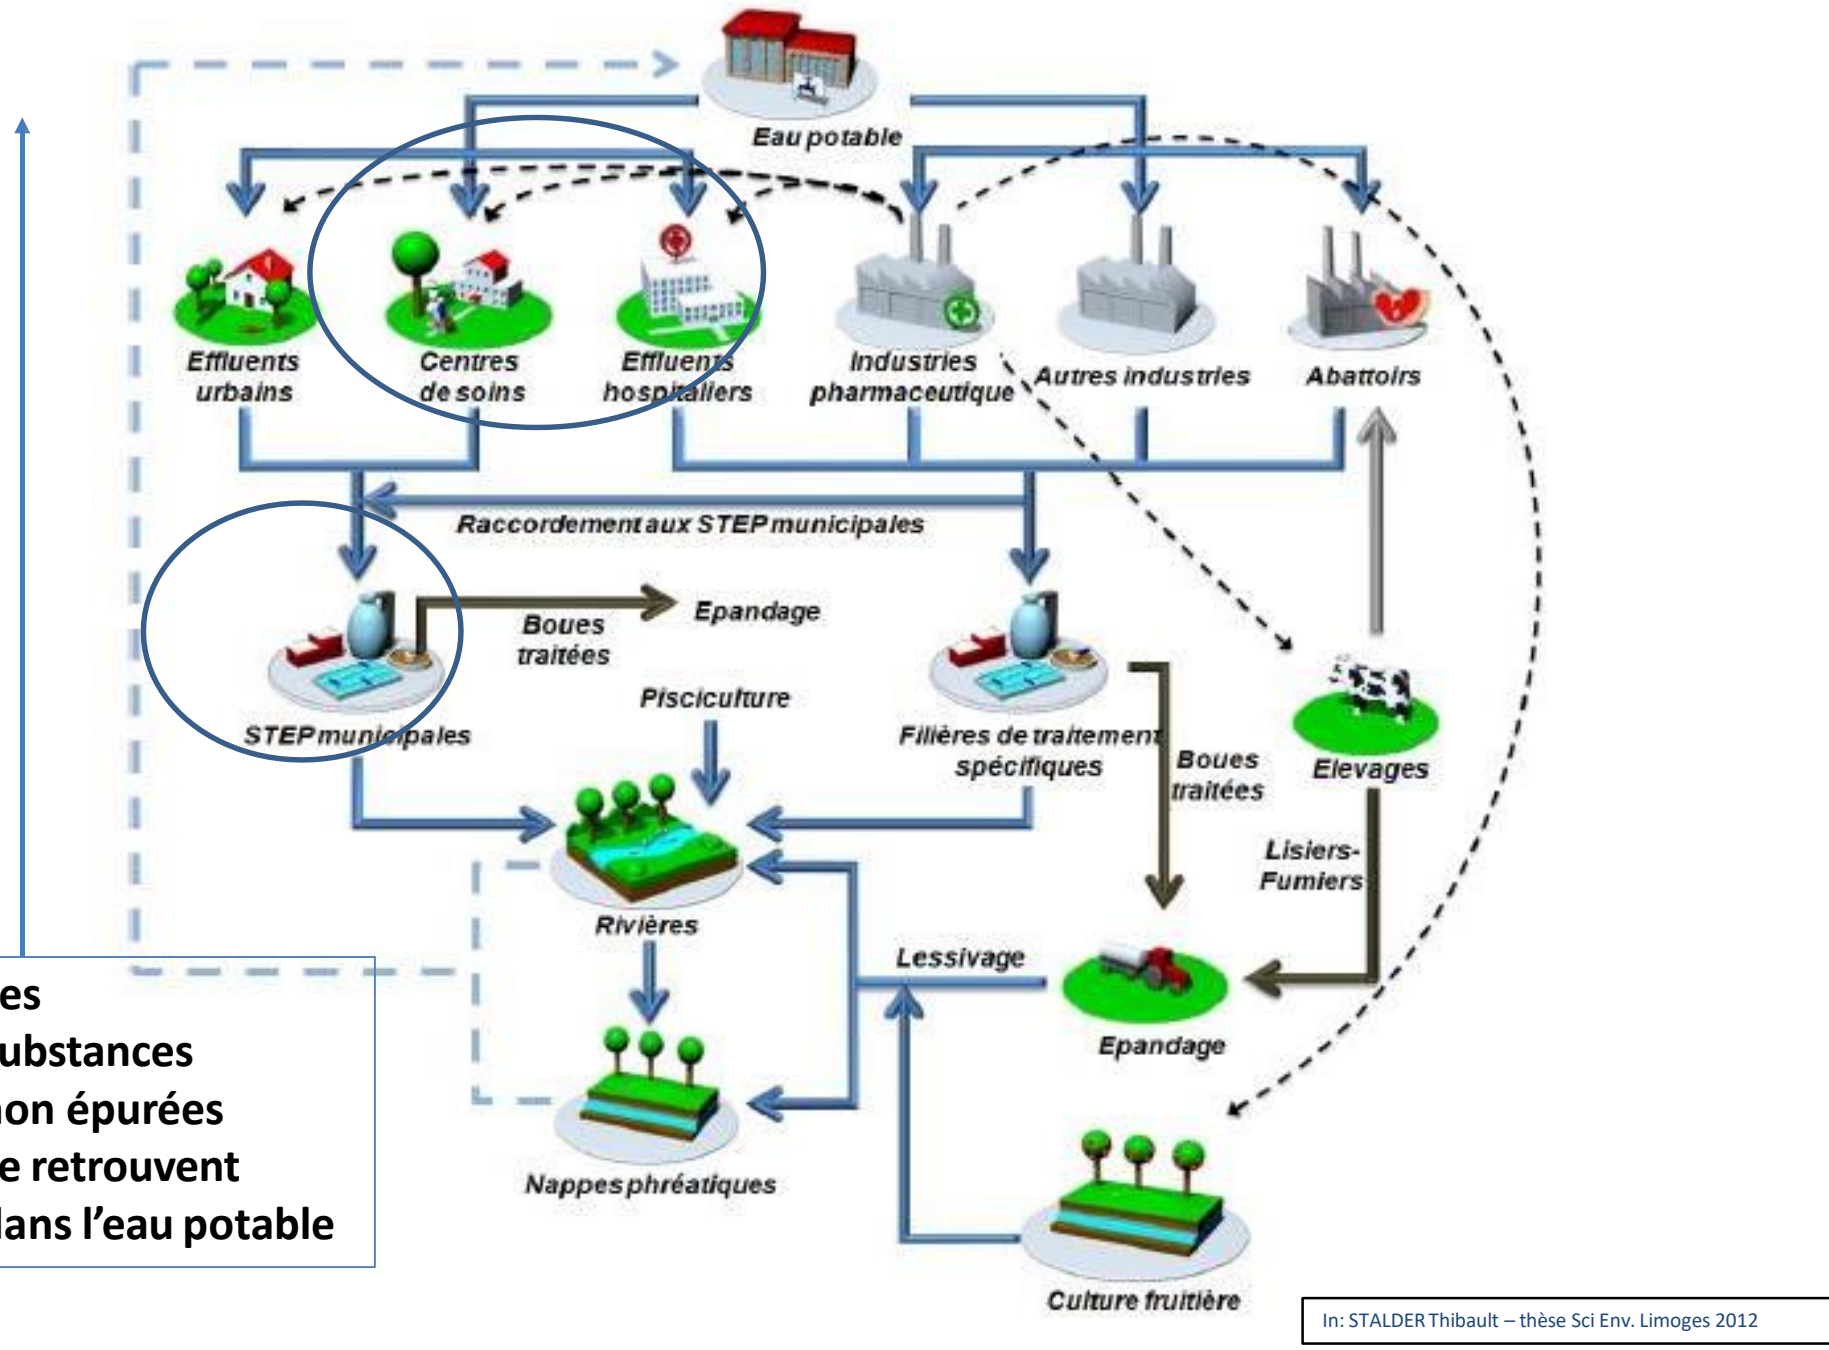 Eau potable
Effluents
urbains
Centres
de soins
Effluents
hospitaliers
Industries
pharmaceutique
Autres industries
Abattoirs
Raccordement aux STEP municipales
Boues
traitées
Epandage
Pisciculture
STEP municipales
Filières de traitement
spécifiques
Boues
traitées
Elevages
Lisiers-
Fumiers
Rivières
Lessivage
Epandage
Nappes phréatiques
Culture fruitière
es
ubstances
non épurées
e retrouvent
dans l’eau potable
In: STALDER Thibault – thèse Sci Env. Limoges 2012